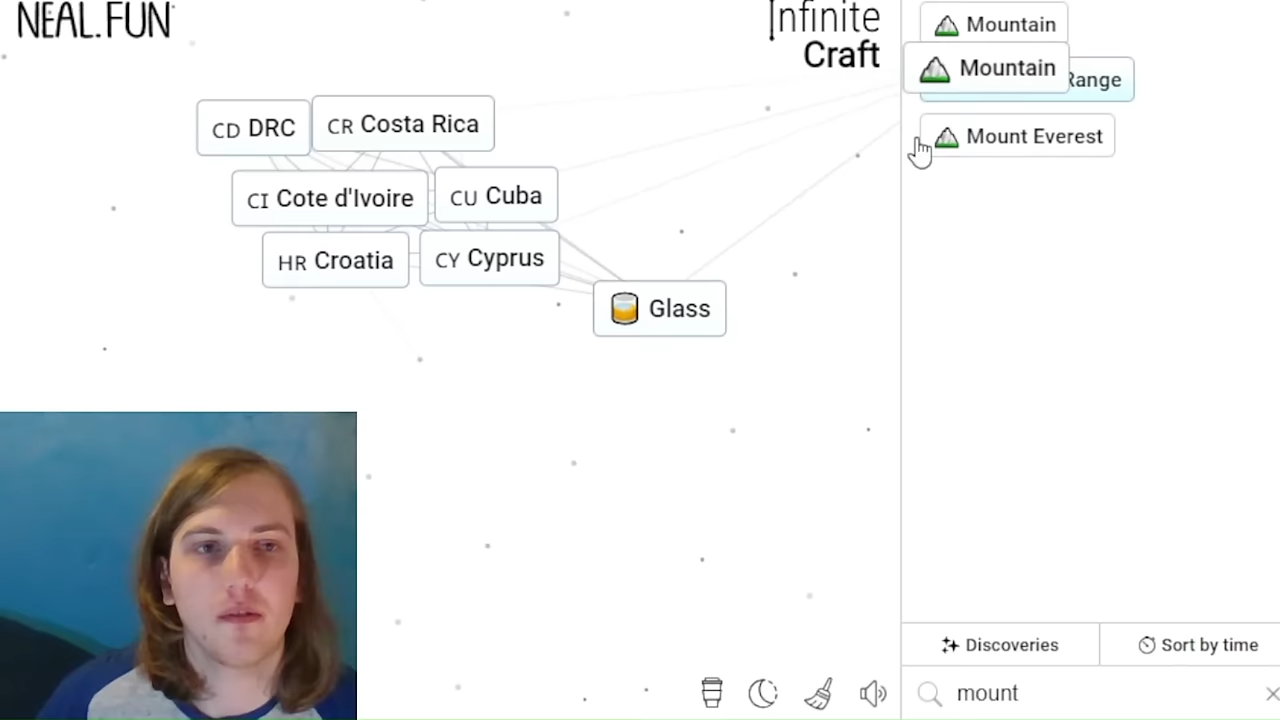 NEAL.FUN
Infinite
Craft
CD DRC
CR Costa Rica
CI Cote d'Ivoire
CU Cuba
HR Croatia
CY Cyprus
Glass
Mountain
Mountain
Range
Mount Everest
Discoveries
Sort by time
mount